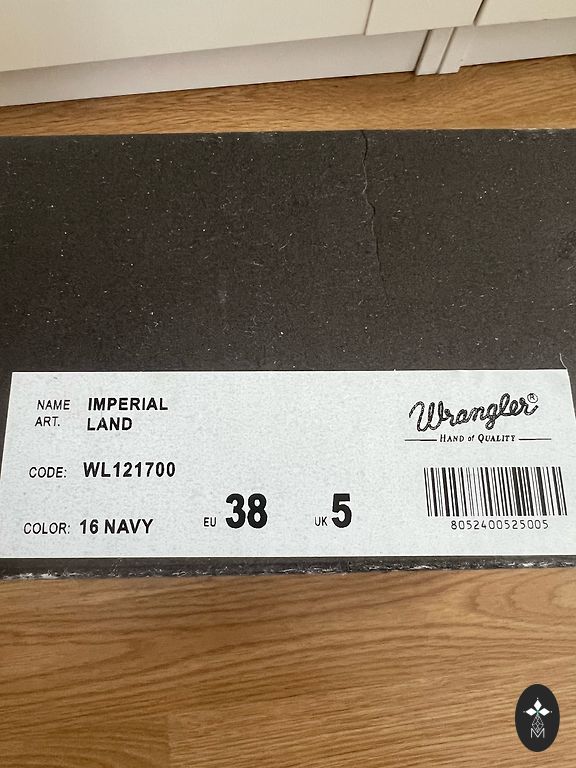 NAME IMPERIAL
ART. LAND
CODE: WL121700
COLOR: 16 NAVY
EU 38
UK 5
Wrangler®
HAND of QUALITY
8052400525005
M